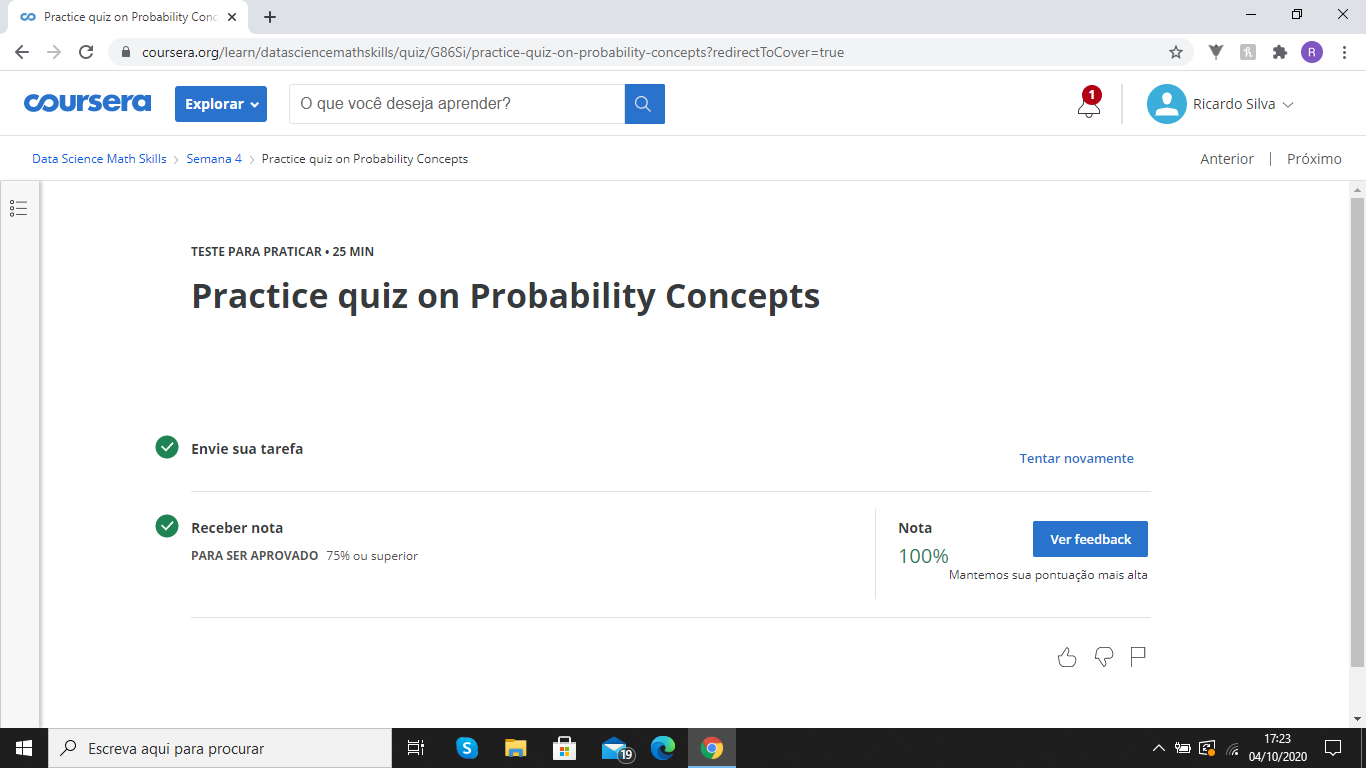 Practice quiz on Probability Conc
coursera.org/learn/datasciencemathskills/quiz/G86Si/practice-quiz-on-probability-concepts?redirectToCover=true
R
coursera
Explorar
O que você deseja aprender?
1
Ricardo Silva
Data Science Math Skills > Semana 4 > Practice quiz on Probability Concepts
Anterior | Próximo
TESTE PARA PRATICAR • 25 MIN
Practice quiz on Probability Concepts
Envie sua tarefa
Tentar novamente
Receber nota
PARA SER APROVADO 75% ou superior
Nota
100%
Ver feedback
Mantemos sua pontuação mais alta
Escreva aqui para procurar
19
17:23
04/10/2020